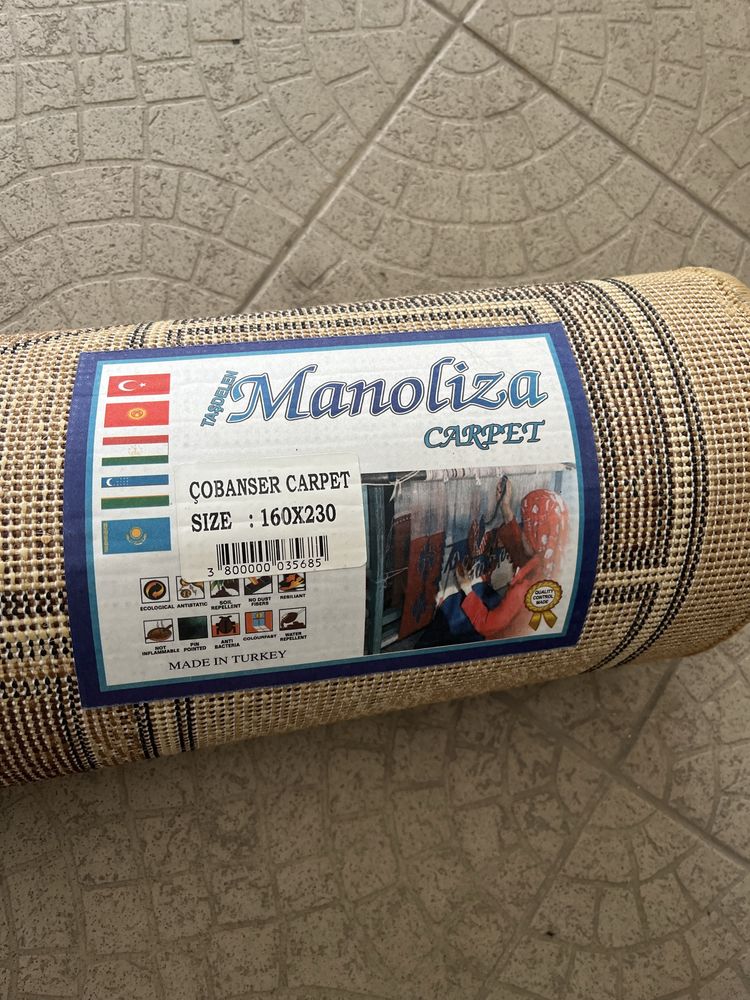 TAŞDELEN
Manoliza
CARPET
ÇOBANSER CARPET
SIZE : 160X230
3 800000 035685
ECOLOGICAL ANTISTATIC SOIL REPELLENT NO DUST FIBERS RESILIANT
NOT INFLAMMABLE PIN POINTED ANTI BACTERIA COLOURFAST WATER REPELLENT
QUALITY CONTROL MADE
MADE IN TURKEY